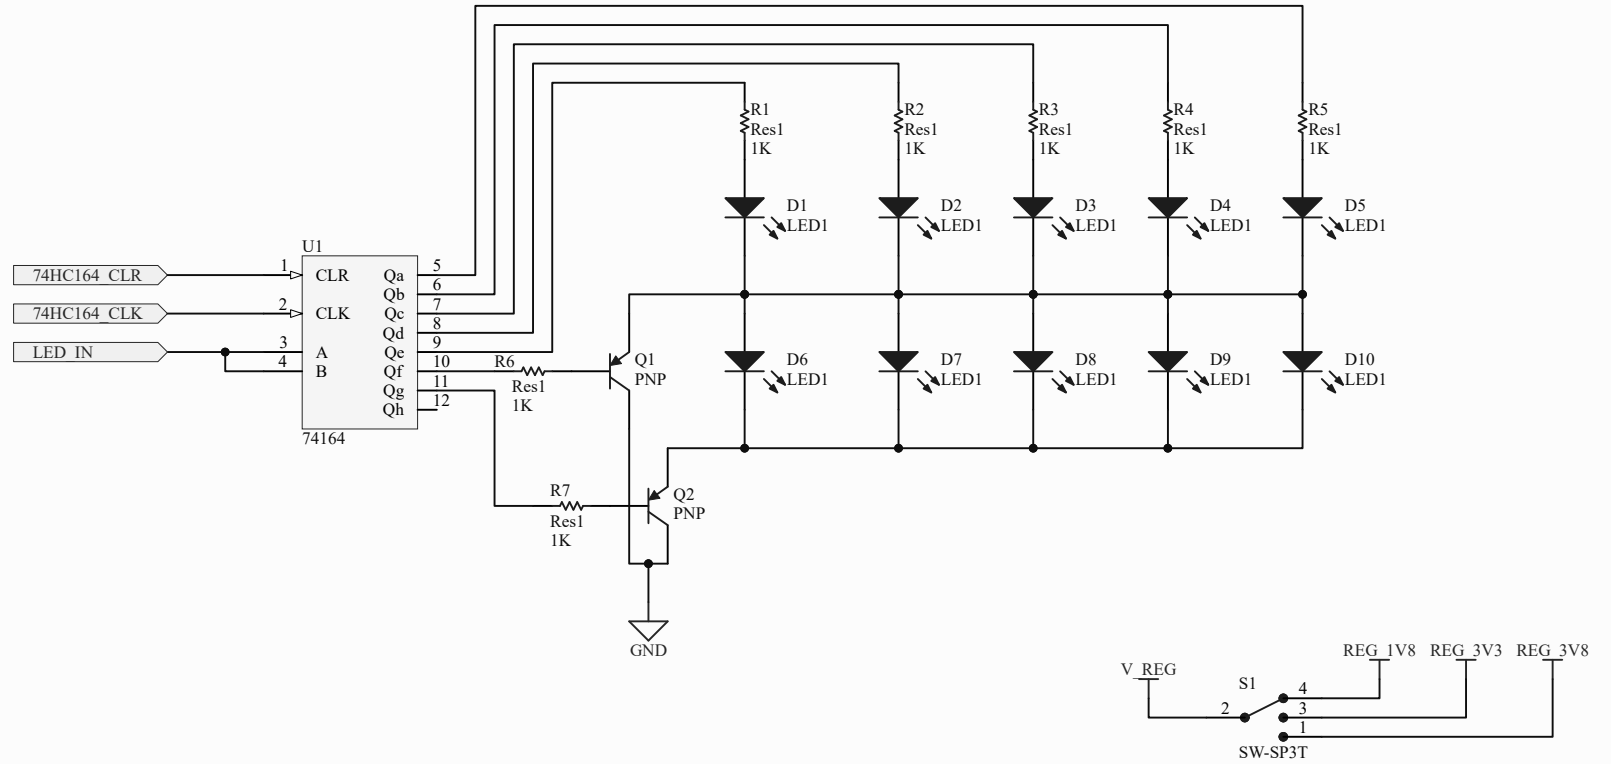 R1
Res1
1K
R2
Res1
1K
R3
Res1
1K
R4
Res1
1K
R5
Res1
1K
D1
LED1
D2
LED1
D3
LED1
D4
LED1
D5
LED1
U1
74HC164_CLR
1
CLR
Qa
5
Qb
6
74HC164_CLK
2
CLK
Qc
7
Qd
8
LED_IN
3
A
Qe
9
4
B
Qf
10
Qg
11
Qh
12
74164
R6
Res1
1K
Q1
PNP
D6
LED1
D7
LED1
D8
LED1
D9
LED1
D10
LED1
R7
Res1
1K
Q2
PNP
GND
V_REG
S1
2
4
3
1
SW-SP3T
REG_1V8
REG_3V3
REG_3V8